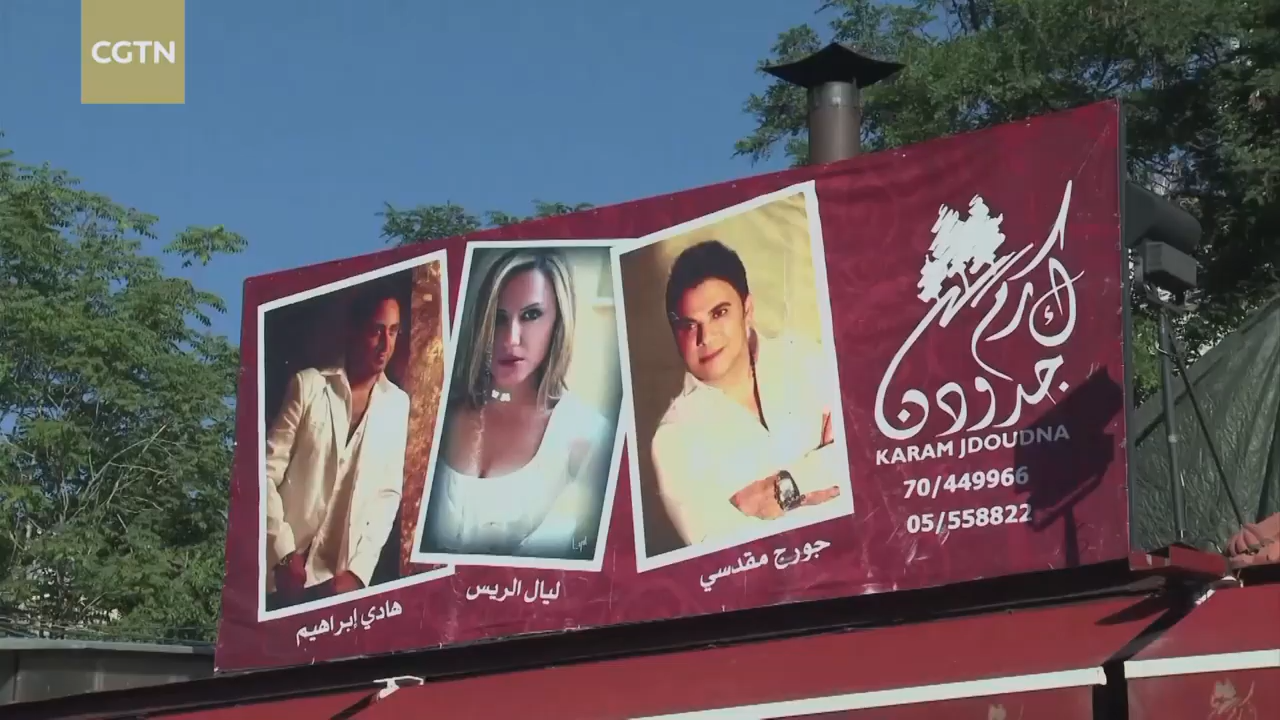 CGTN
كرم
جدودنا
KARAM JDOUDNA
70/449966
05/558822
جورج مقدسي
ليال الريس
هادي إبراهيم